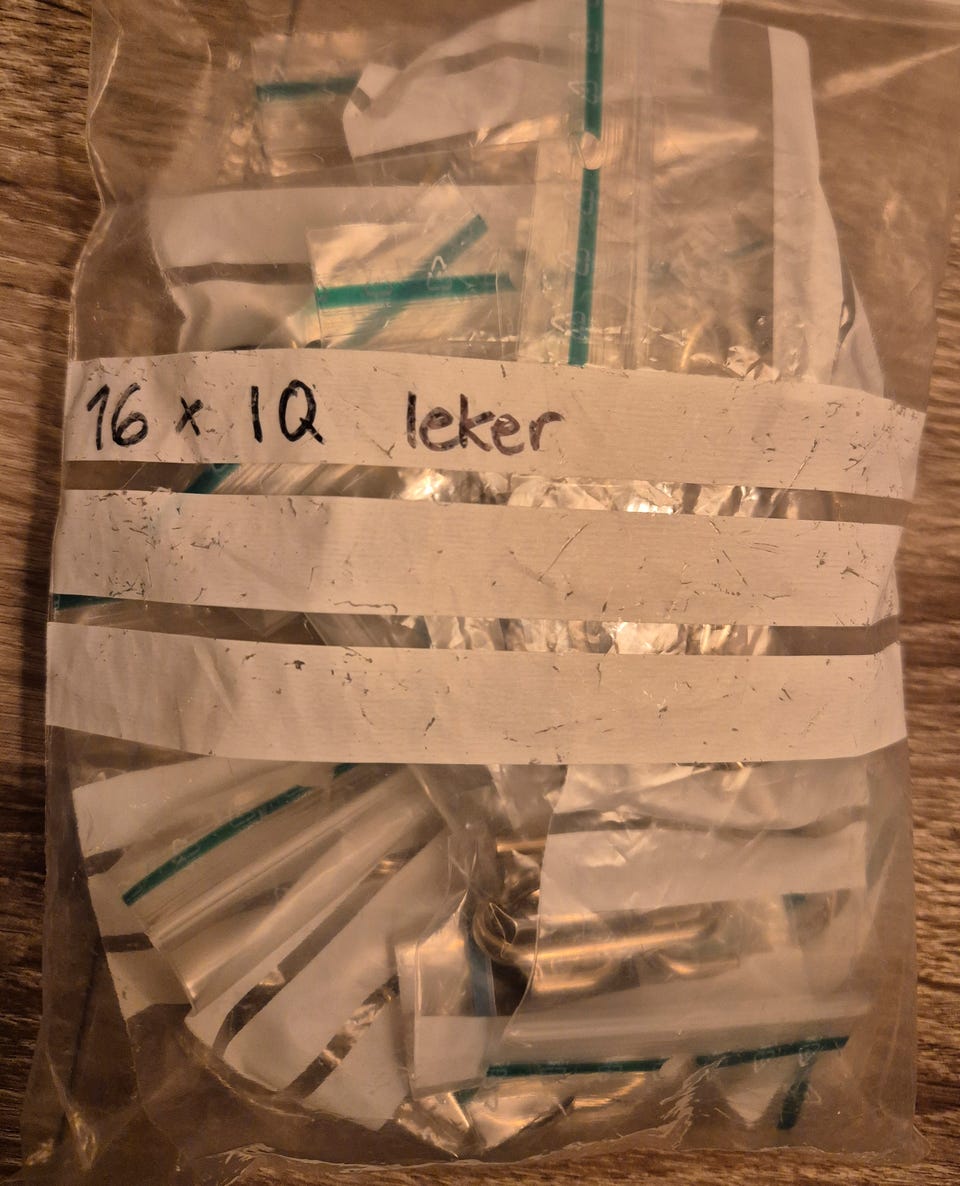 16 x IQ leker